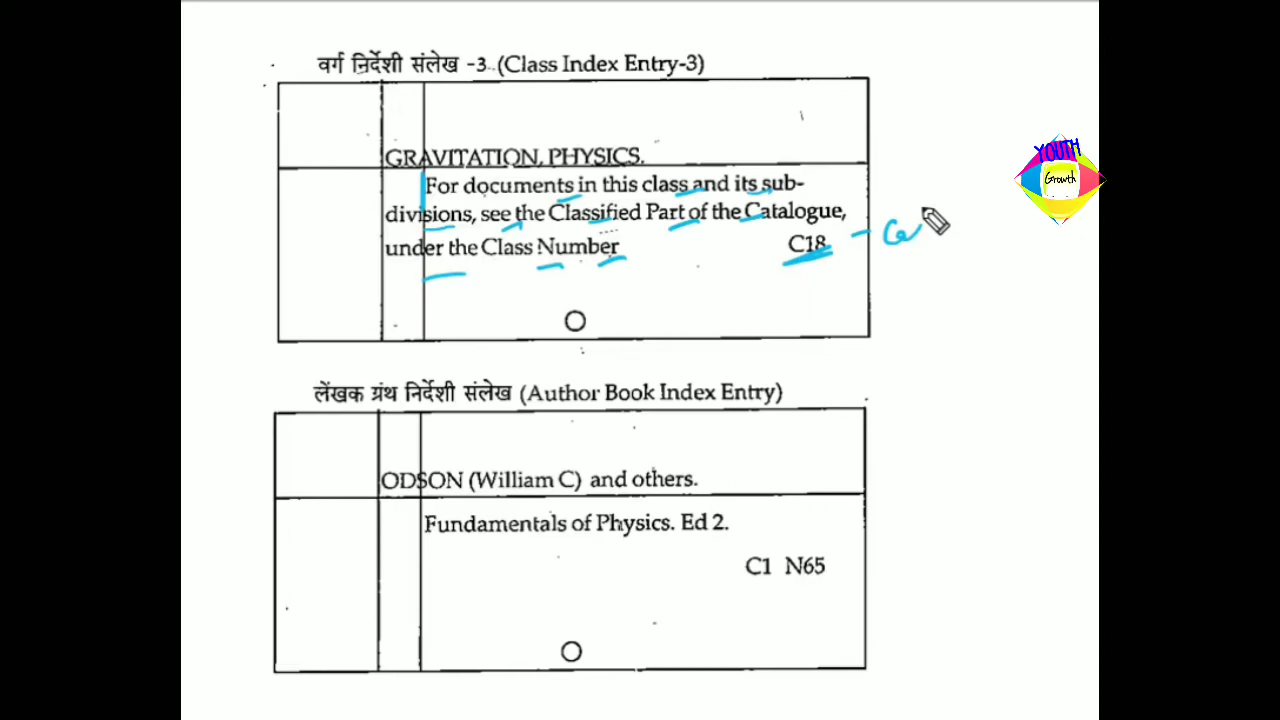 वर्ग निर्देशी संलेख -3 (Class Index Entry-3)
GRAVITATION, PHYSICS.
For documents in this class and its sub-
divisions, see the Classified Part of the Catalogue,
under the Class Number C18
YOUTH
Growth
लेंखक ग्रंथ निर्देशी संलेख (Author Book Index Entry)
ODSON (William C) and others.
Fundamentals of Physics. Ed 2.
C1 N65